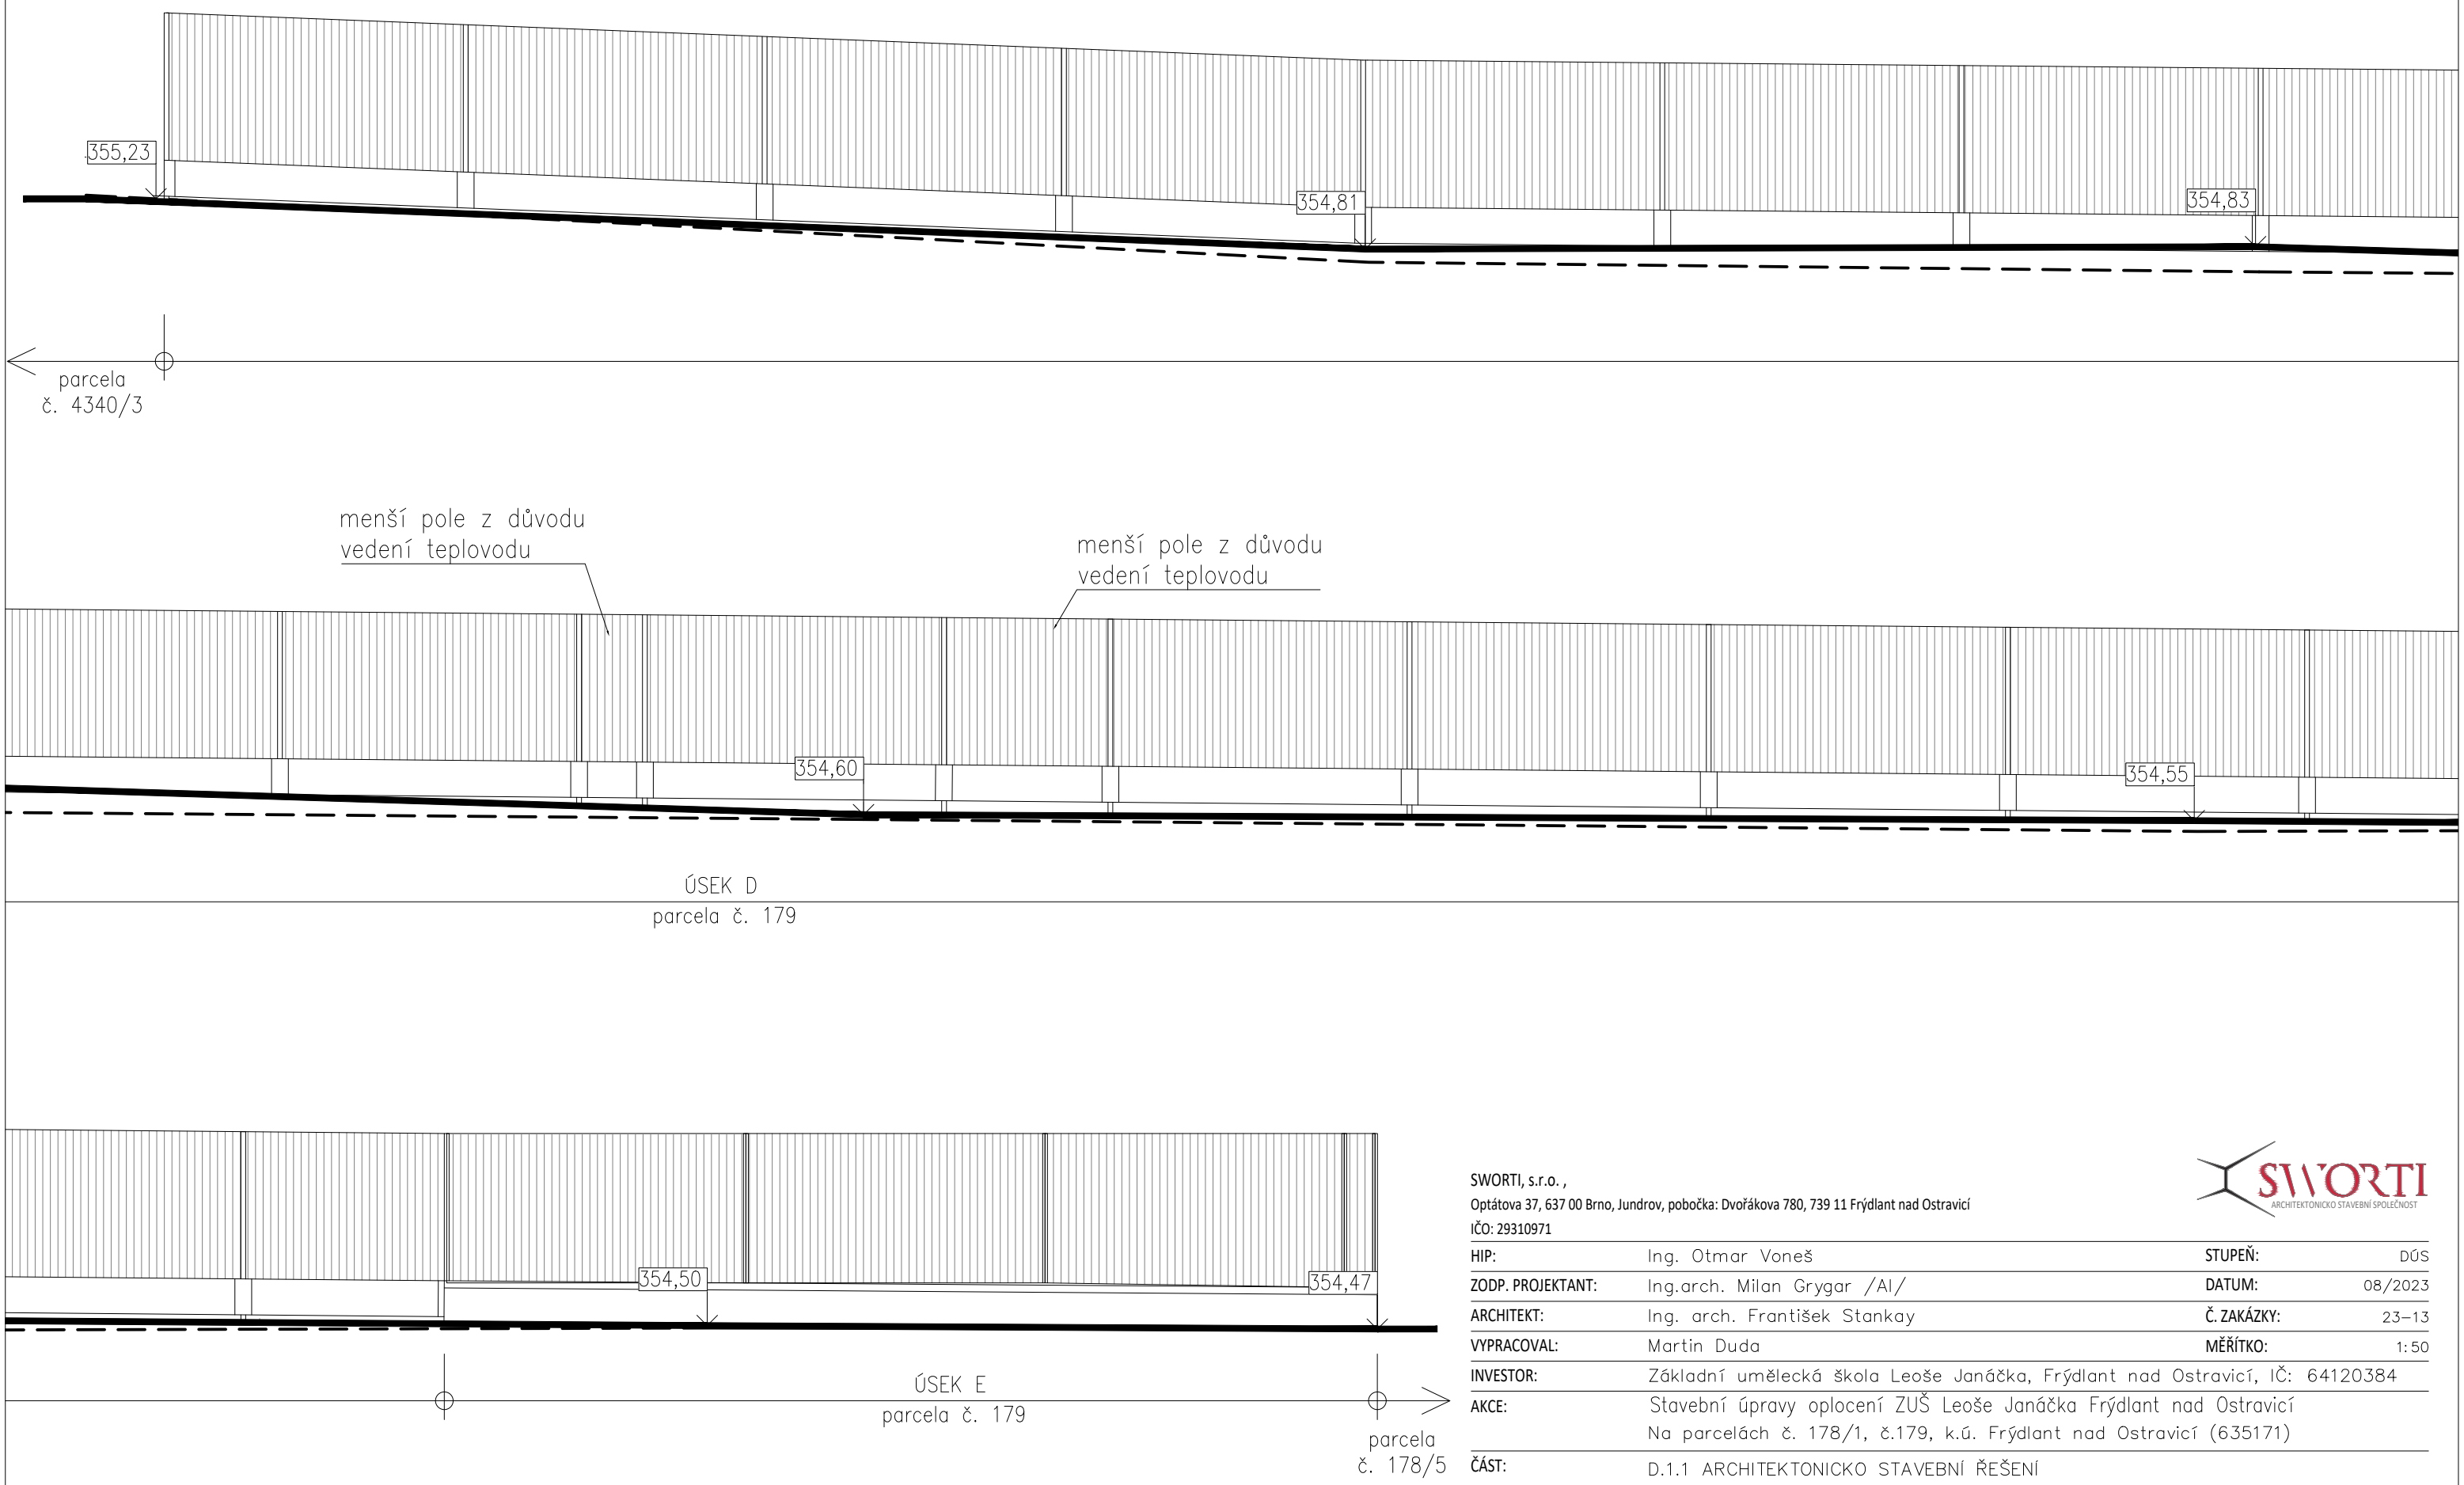 355,23
354,81
354,83
parcela
č. 4340/3
menší pole z důvodu
vedení teplovodu
menší pole z důvodu
vedení teplovodu
354,60
354,55
ÚSEK D
parcela č. 179
354,50
354,47
ÚSEK E
parcela č. 179
parcela
č. 178/5
SWORTI
ARCHITEKTONICKO STAVEBNÍ SPOLEČNOST
SWORTI, s.r.o. ,
Optátova 37, 637 00 Brno, Jundrov, pobočka: Dvořákova 780, 739 11 Frýdlant nad Ostravicí
IČO: 29310971
HIP: Ing. Otmar Voneš STUPEŇ: DÚS
ZODP. PROJEKTANT: Ing.arch. Milan Grygar /AI/ DATUM: 08/2023
ARCHITEKT: Ing. arch. František Stankay Č. ZAKÁZKY: 23-13
VYPRACOVAL: Martin Duda MĚŘÍTKO: 1:50
INVESTOR: Základní umělecká škola Leoše Janáčka, Frýdlant nad Ostravicí, IČ: 64120384
AKCE: Stavební úpravy oplocení ZUŠ Leoše Janáčka Frýdlant nad Ostravicí
Na parcelách č. 178/1, č.179, k.ú. Frýdlant nad Ostravicí (635171)
ČÁST: D.1.1 ARCHITEKTONICKO STAVEBNÍ ŘEŠENÍ